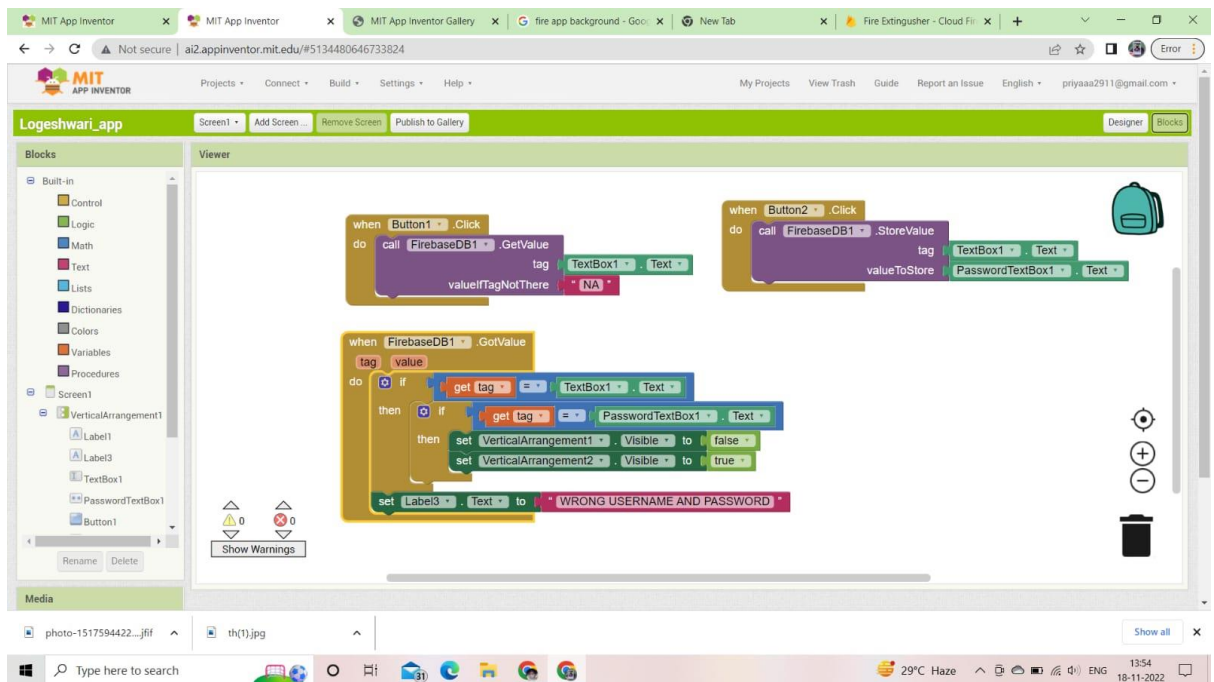 MIT App Inventor
MIT App Inventor
MIT App Inventor Gallery
fire app background - Goo
New Tab
Fire Extingusher - Cloud Fir
Not secure | ai2.appinventor.mit.edu/#5134480646733824
Error
MIT
APP INVENTOR
Projects Connect Build Settings Help
My Projects View Trash Guide Report an Issue English priyaaa2911@gmail.com
Logeshwari_app
Screen1 Add Screen ... Remove Screen Publish to Gallery
Designer Blocks
Blocks
Viewer
Built-in
Control
Logic
Math
Text
Lists
Dictionaries
Colors
Variables
Procedures
Screen1
VerticalArrangement1
Label1
Label3
TextBox1
PasswordTextBox1
Button1
Rename Delete
Media
when Button1 .Click
do call FirebaseDB1 .GetValue
tag TextBox1 . Text
valueIfTagNotThere " NA "
when Button2 .Click
do call FirebaseDB1 .StoreValue
tag TextBox1 . Text
valueToStore PasswordTextBox1 . Text
when FirebaseDB1 .GotValue
tag value
do if get tag = TextBox1 . Text
then if get tag = PasswordTextBox1 . Text
then set VerticalArrangement1 . Visible to false
set VerticalArrangement2 . Visible to true
set Label3 . Text to " WRONG USERNAME AND PASSWORD "
0 0
Show Warnings
photo-1517594422....jfif
th(1).jpg
Show all
Type here to search
31
29°C Haze
ENG
13:54
18-11-2022